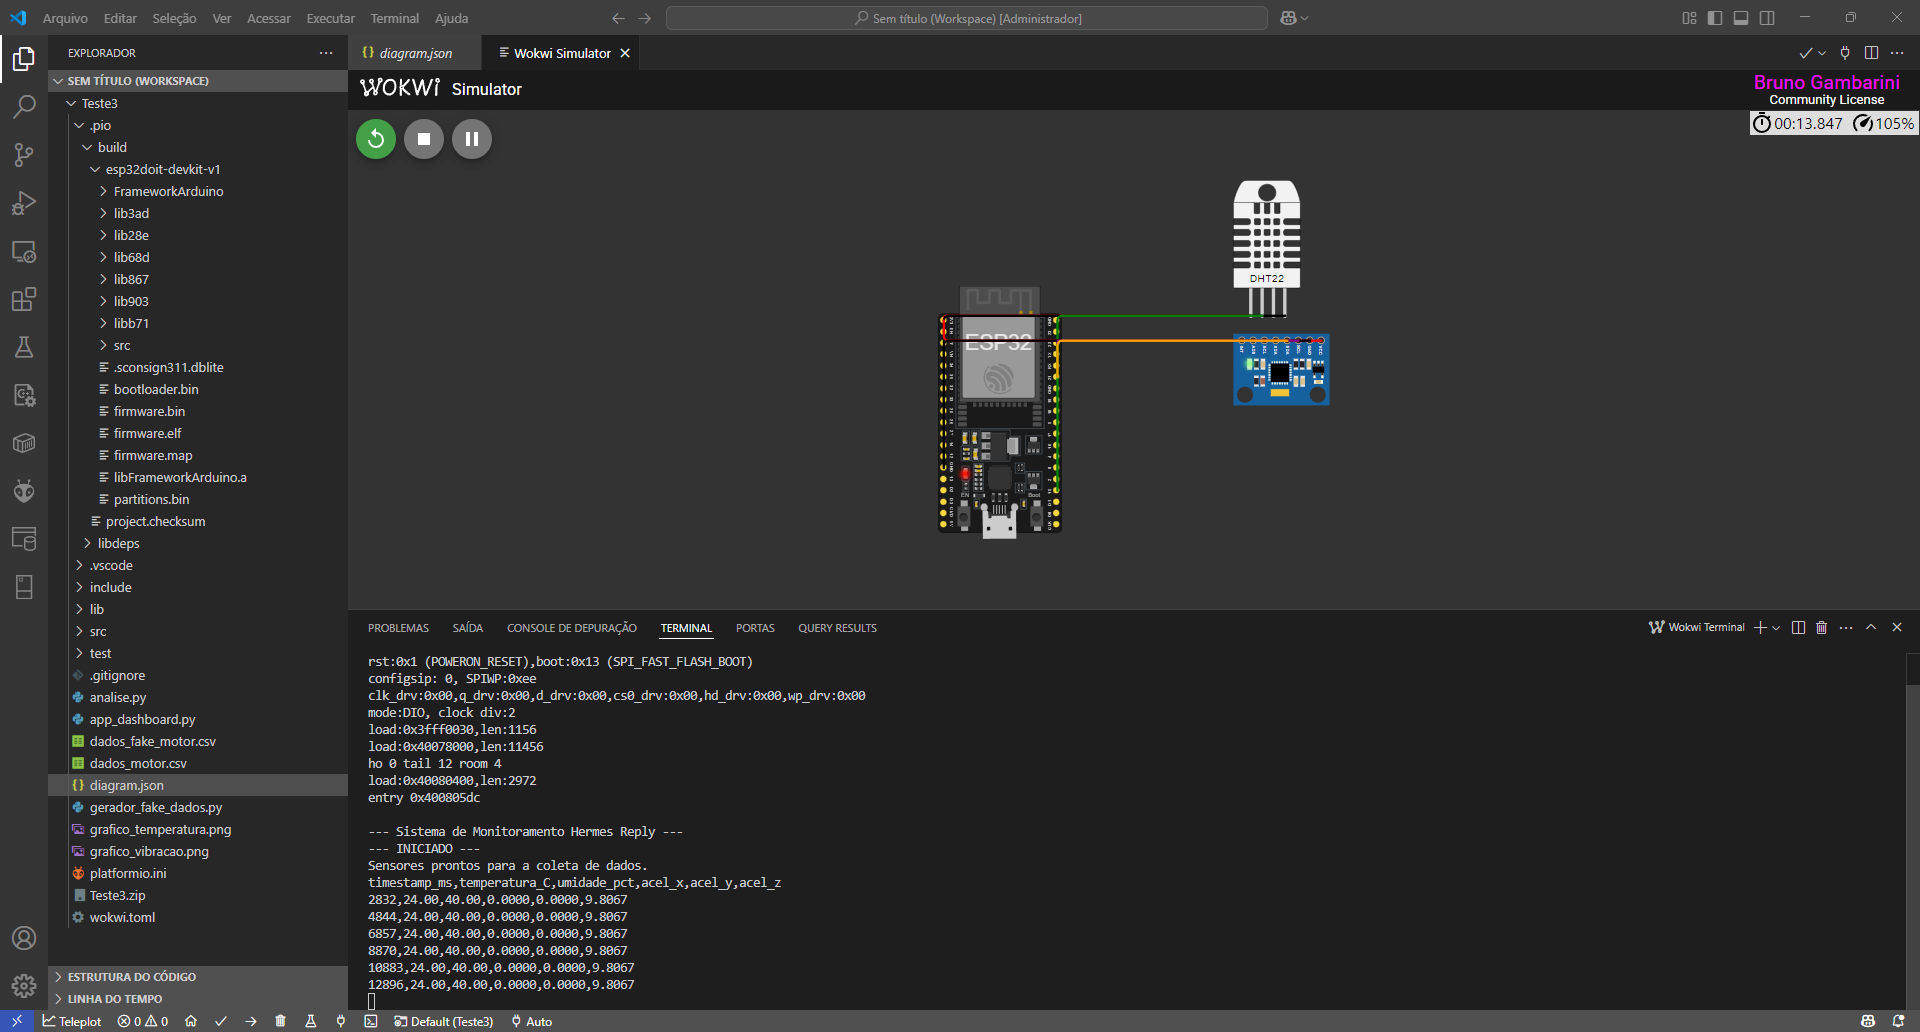 Arquivo Editar Seleção Ver Acessar Executar Terminal Ajuda
Sem título (Workspace) [Administrador]
EXPLORADOR
SEM TÍTULO (WORKSPACE)
Teste3
.pio
build
esp32doit-devkit-v1
FrameworkArduino
lib3ad
lib28e
lib68d
lib867
lib903
libb71
src
.sconsign311.dblite
bootloader.bin
firmware.bin
firmware.elf
firmware.map
libFrameworkArduino.a
partitions.bin
project.checksum
libdeps
.vscode
include
lib
src
test
.gitignore
analise.py
app_dashboard.py
dados_fake_motor.csv
dados_motor.csv
diagram.json
gerador_fake_dados.py
grafico_temperatura.png
grafico_vibracao.png
platformio.ini
Teste3.zip
wokwi.toml
ESTRUTURA DO CÓDIGO
LINHA DO TEMPO
diagram.json
Wokwi Simulator
WOKWi Simulator
Bruno Gambarini
Community License
00:13.847 105%
DHT22
ESP32
EN
Boot
PROBLEMAS SAÍDA CONSOLE DE DEPURAÇÃO TERMINAL PORTAS QUERY RESULTS
Wokwi Terminal
rst:0x1 (POWERON_RESET),boot:0x13 (SPI_FAST_FLASH_BOOT)
configsip: 0, SPIWP:0xee
clk_drv:0x00,q_drv:0x00,d_drv:0x00,cs0_drv:0x00,hd_drv:0x00,wp_drv:0x00
mode:DIO, clock div:2
load:0x3fff0030,len:1156
load:0x40078000,len:11456
ho 0 tail 12 room 4
load:0x40080400,len:2972
entry 0x400805dc
--- Sistema de Monitoramento Hermes Reply ---
--- INICIADO ---
Sensores prontos para a coleta de dados.
timestamp_ms,temperatura_C,umidade_pct,acel_x,acel_y,acel_z
2832,24.00,40.00,0.0000,0.0000,9.8067
4844,24.00,40.00,0.0000,0.0000,9.8067
6857,24.00,40.00,0.0000,0.0000,9.8067
8870,24.00,40.00,0.0000,0.0000,9.8067
10883,24.00,40.00,0.0000,0.0000,9.8067
12896,24.00,40.00,0.0000,0.0000,9.8067
Teleplot 0 0 Default (Teste3) Auto